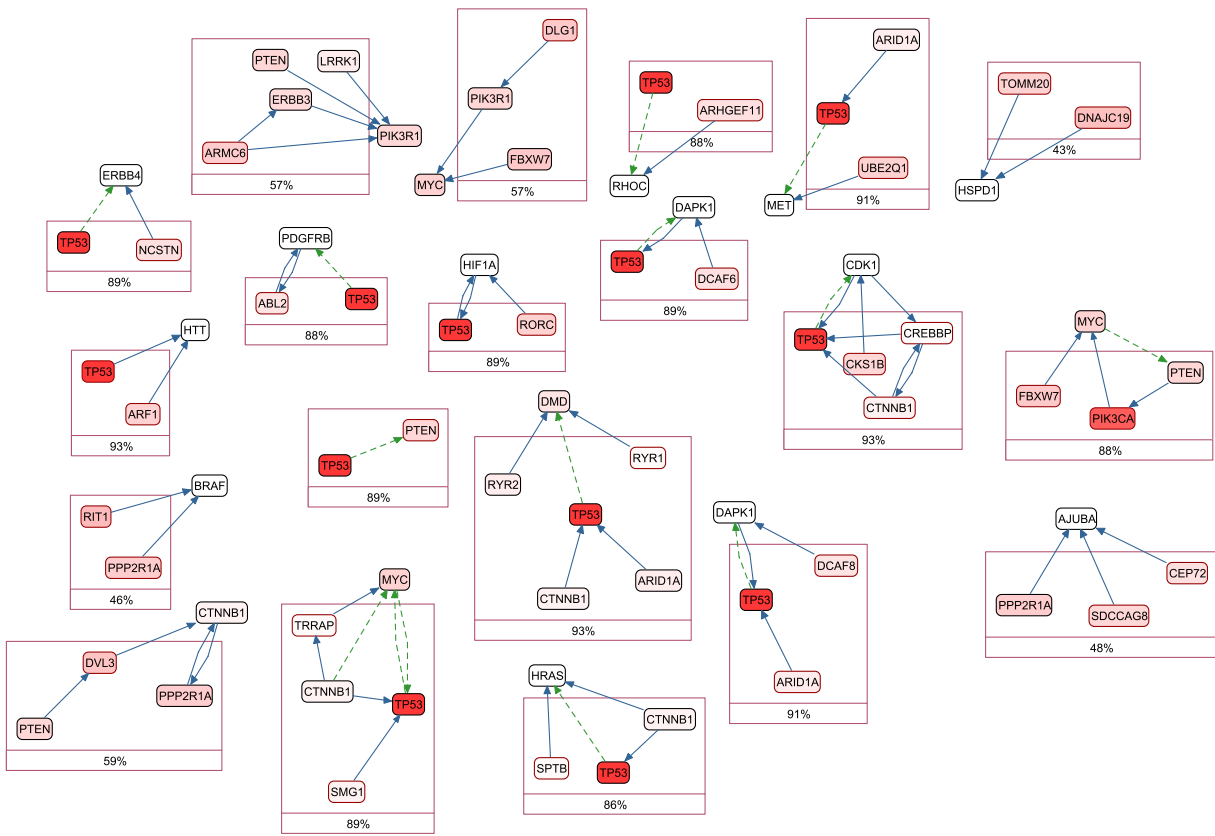 PTEN
LRRK1
ERBB3
ARMC6
PIK3R1
57%
DLG1
PIK3R1
FBXW7
MYC
57%
TP53
ARHGEF11
88%
RHOC
ARID1A
TP53
UBE2Q1
MET
91%
TOMM20
DNAJC19
43%
HSPD1
ERBB4
TP53
NCSTN
89%
PDGFRB
ABL2
TP53
88%
HIF1A
TP53
RORC
89%
DAPK1
TP53
DCAF6
89%
CDK1
TP53
CREBBP
CKS1B
CTNNB1
93%
MYC
PTEN
FBXW7
PIK3CA
88%
HTT
TP53
ARF1
93%
PTEN
TP53
89%
DMD
RYR1
RYR2
TP53
CTNNB1
ARID1A
93%
BRAF
RIT1
PPP2R1A
46%
DAPK1
DCAF8
TP53
ARID1A
91%
AJUBA
CEP72
PPP2R1A
SDCCAG8
48%
CTNNB1
DVL3
PPP2R1A
PTEN
59%
MYC
TRRAP
CTNNB1
TP53
SMG1
89%
HRAS
CTNNB1
SPTB
TP53
86%